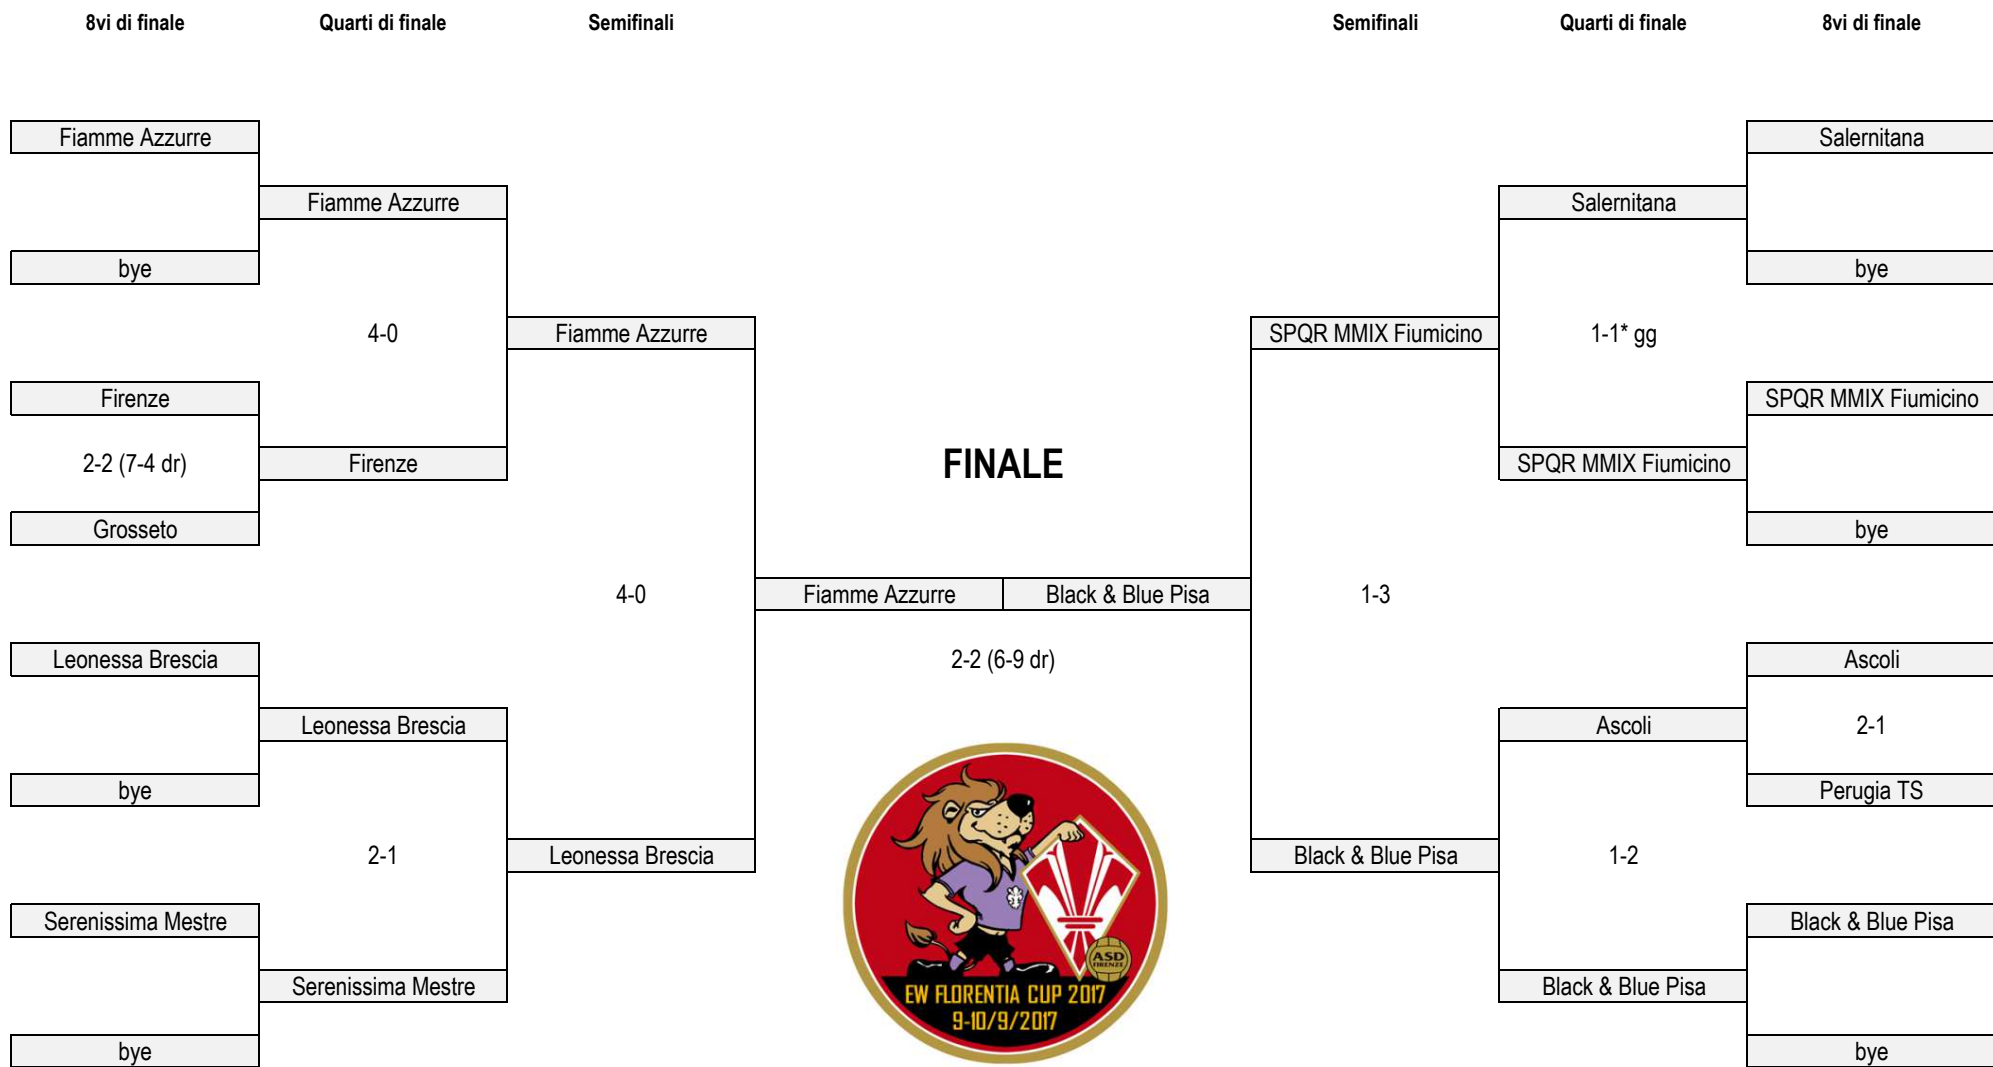 8vi di finale Quarti di finale Semifinali Semifinali Quarti di finale 8vi di finale
Fiamme Azzurre Salernitana
Fiamme Azzurre Salernitana
bye bye
4-0 Fiamme Azzurre SPQR MMIX Fiumicino 1-1* gg
Firenze SPQR MMIX Fiumicino
2-2 (7-4 dr) Firenze FINALE SPQR MMIX Fiumicino
Grosseto bye
4-0 Fiamme Azzurre Black & Blue Pisa 1-3
Leonessa Brescia 2-2 (6-9 dr) Ascoli
Leonessa Brescia Ascoli 2-1
bye Perugia TS
2-1 Leonessa Brescia Black & Blue Pisa 1-2
Serenissima Mestre Black & Blue Pisa
ASD
FIRENZE
Serenissima Mestre Black & Blue Pisa
EW FLORENTIA CUP 2017
9-10/9/2017
bye bye